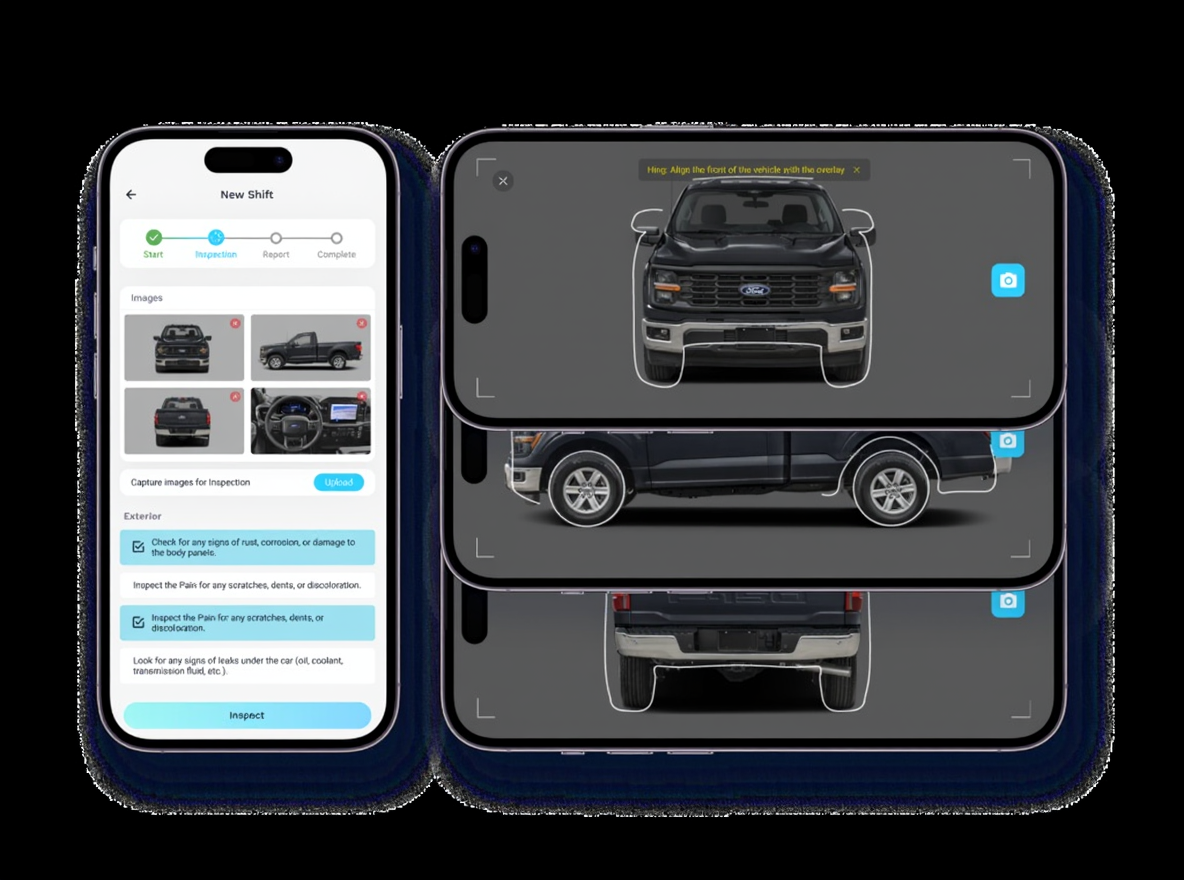 New Shift
Start
Inspection
Report
Complete
Images
Capture images for Inspection
Upload
Exterior
Check for any signs of rust, corrosion, or damage to
the body panels.
Inspect the Pain for any scratches, dents, or discoloration.
Inspect the Pain for any scratches, dents, or
discoloration.
Look for any signs of leaks under the car (oil, coolant,
transmission fluid, etc.).
Inspect
Hing: Align the front of the vehicle with the overlay
Ford
F-150